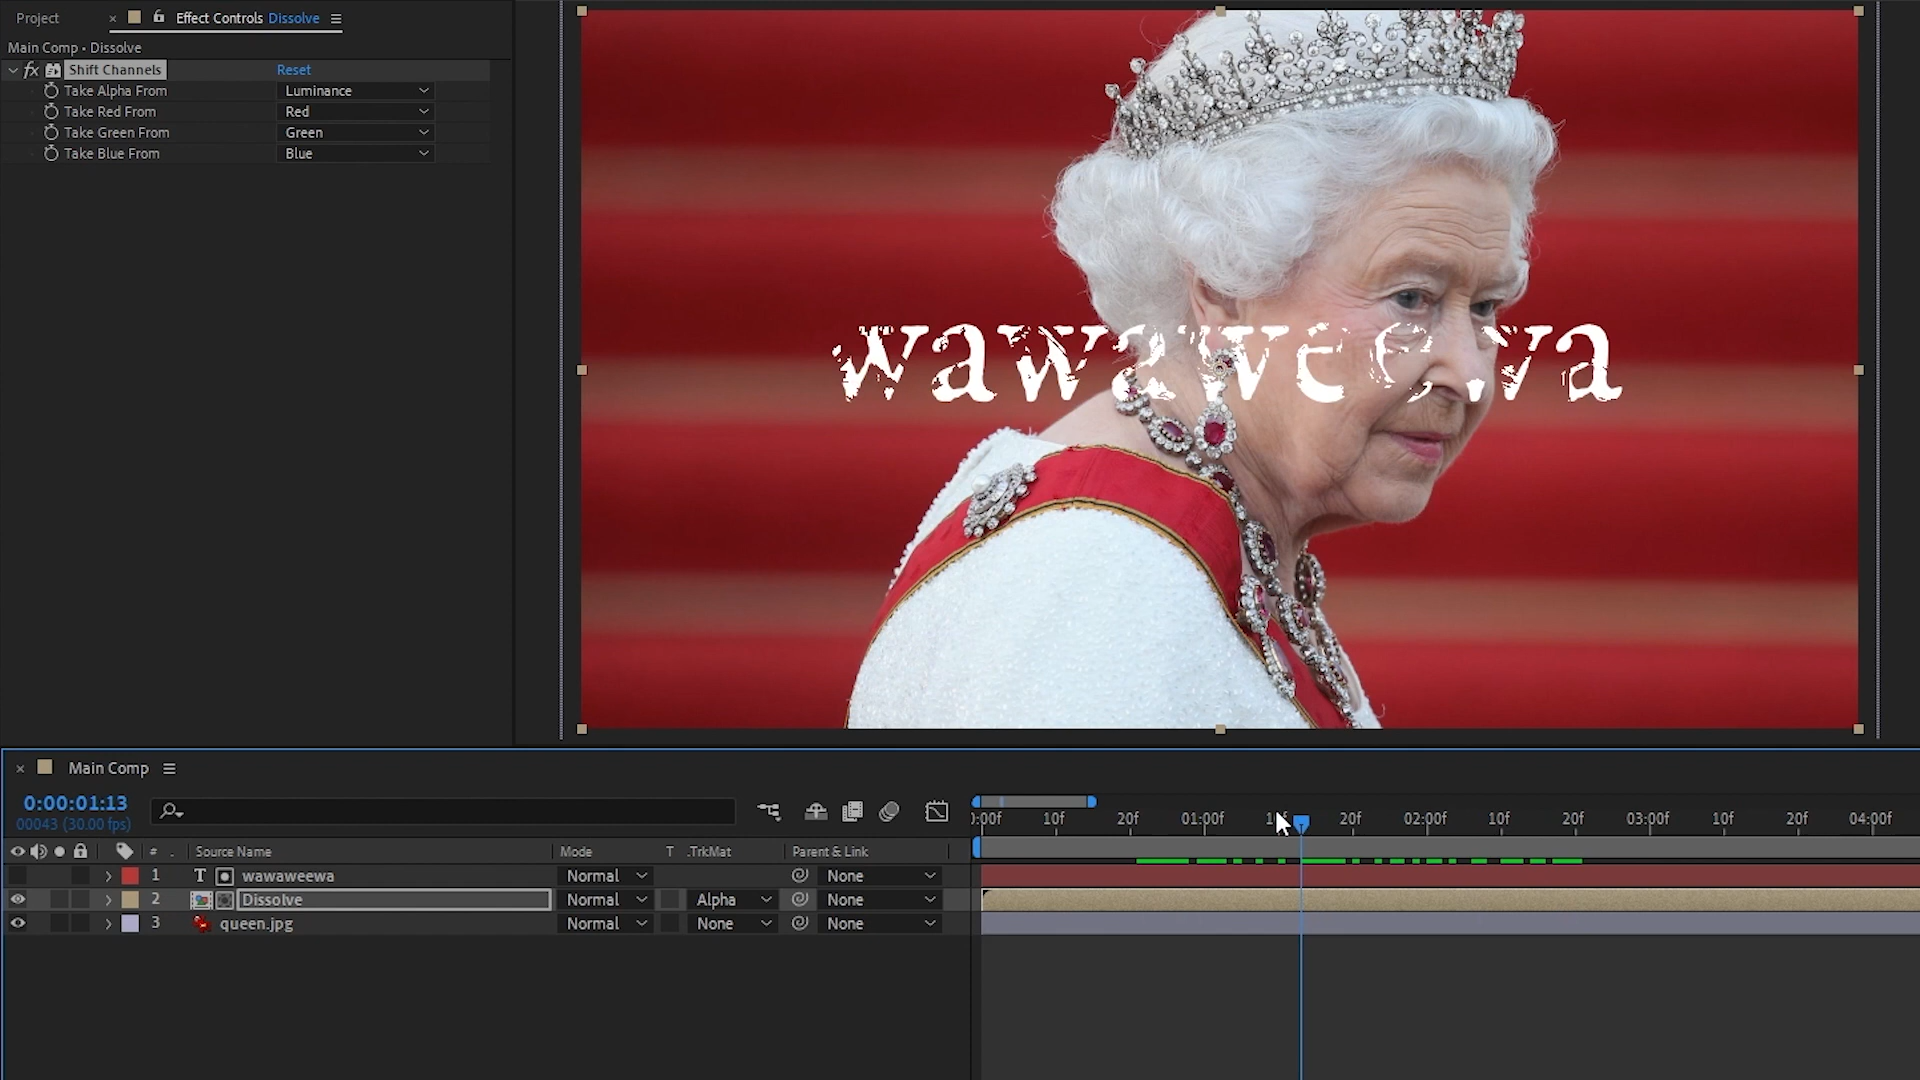 Project × Effect Controls Dissolve
Main Comp • Dissolve
fx Shift Channels Reset
Take Alpha From Luminance
Take Red From Red
Take Green From Green
Take Blue From Blue
wawawee.va
× Main Comp
0:00:01:13
00043 (30.00 fps)
:00f 10f 20f 01:00f 20f 02:00f 10f 20f 03:00f 10f 20f 04:00f
# . Source Name Mode T .TrkMat Parent & Link
1 T wawaweewa Normal None
2 Dissolve Normal Alpha None
3 queen.jpg Normal None None